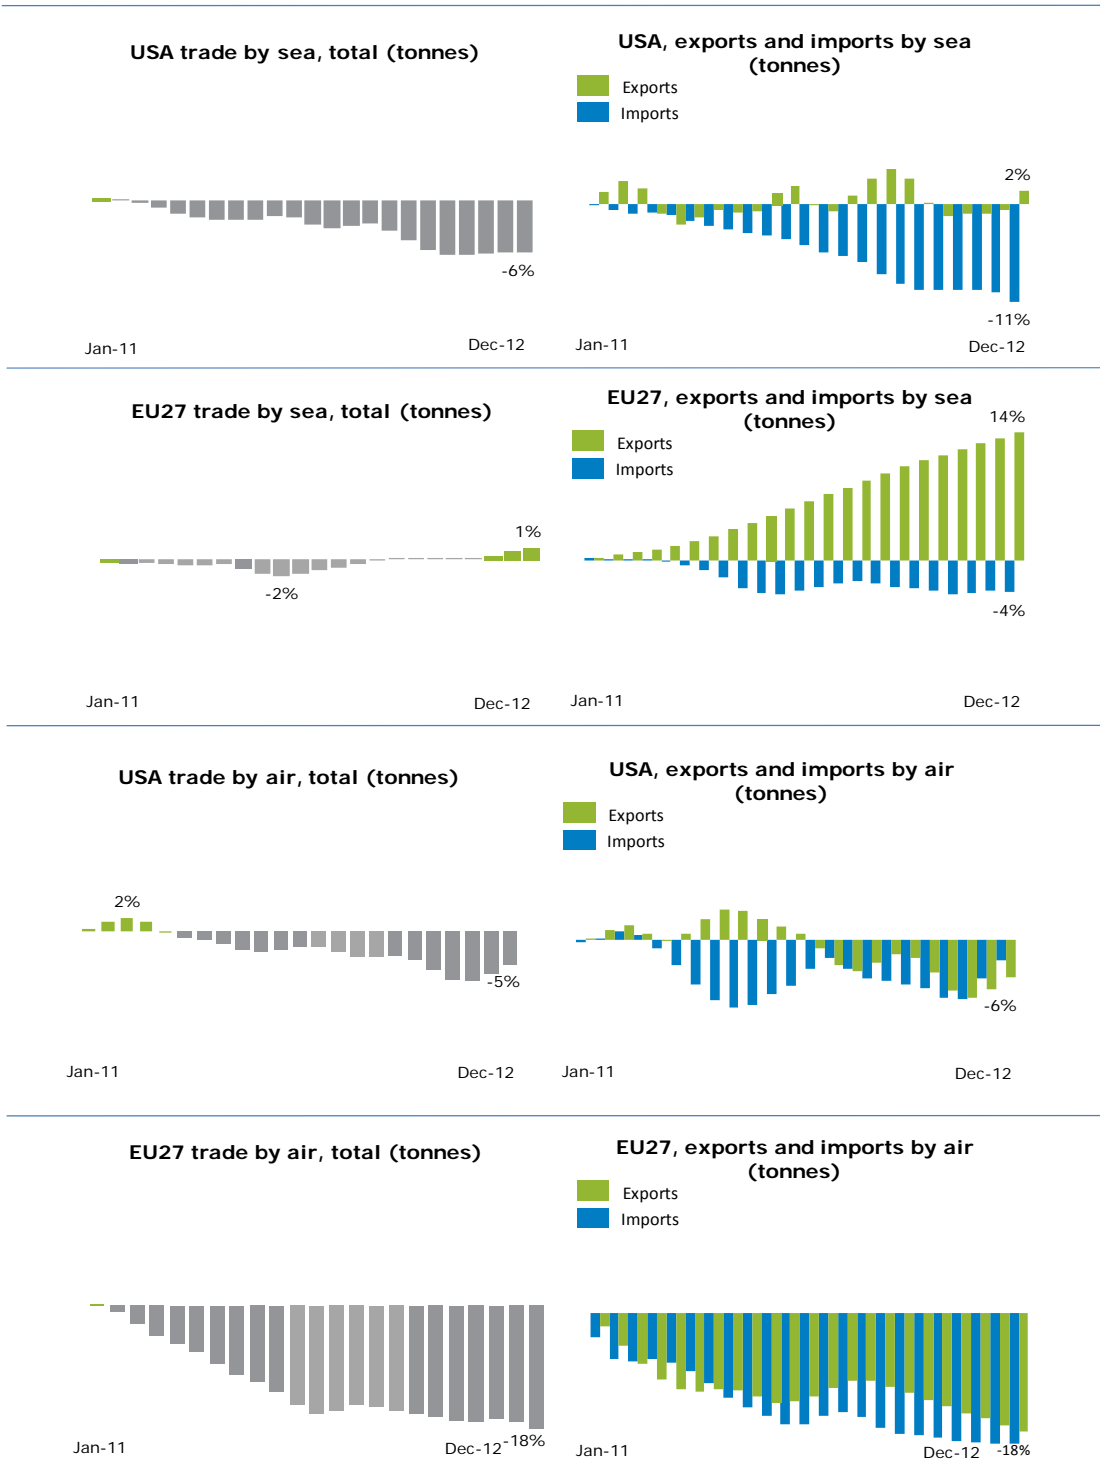 USA trade by sea, total (tonnes)
-6%
Jan-11
Dec-12
USA, exports and imports by sea
(tonnes)
Exports
Imports
2%
-11%
Jan-11
Dec-12
EU27 trade by sea, total (tonnes)
1%
-2%
Jan-11
Dec-12
EU27, exports and imports by sea
(tonnes)
14%
Exports
Imports
-4%
Jan-11
Dec-12
USA trade by air, total (tonnes)
2%
-5%
Jan-11
Dec-12
USA, exports and imports by air
(tonnes)
Exports
Imports
-6%
Jan-11
Dec-12
EU27 trade by air, total (tonnes)
Jan-11
Dec-12
-18%
EU27, exports and imports by air
(tonnes)
Exports
Imports
Jan-11
Dec-12
-18%